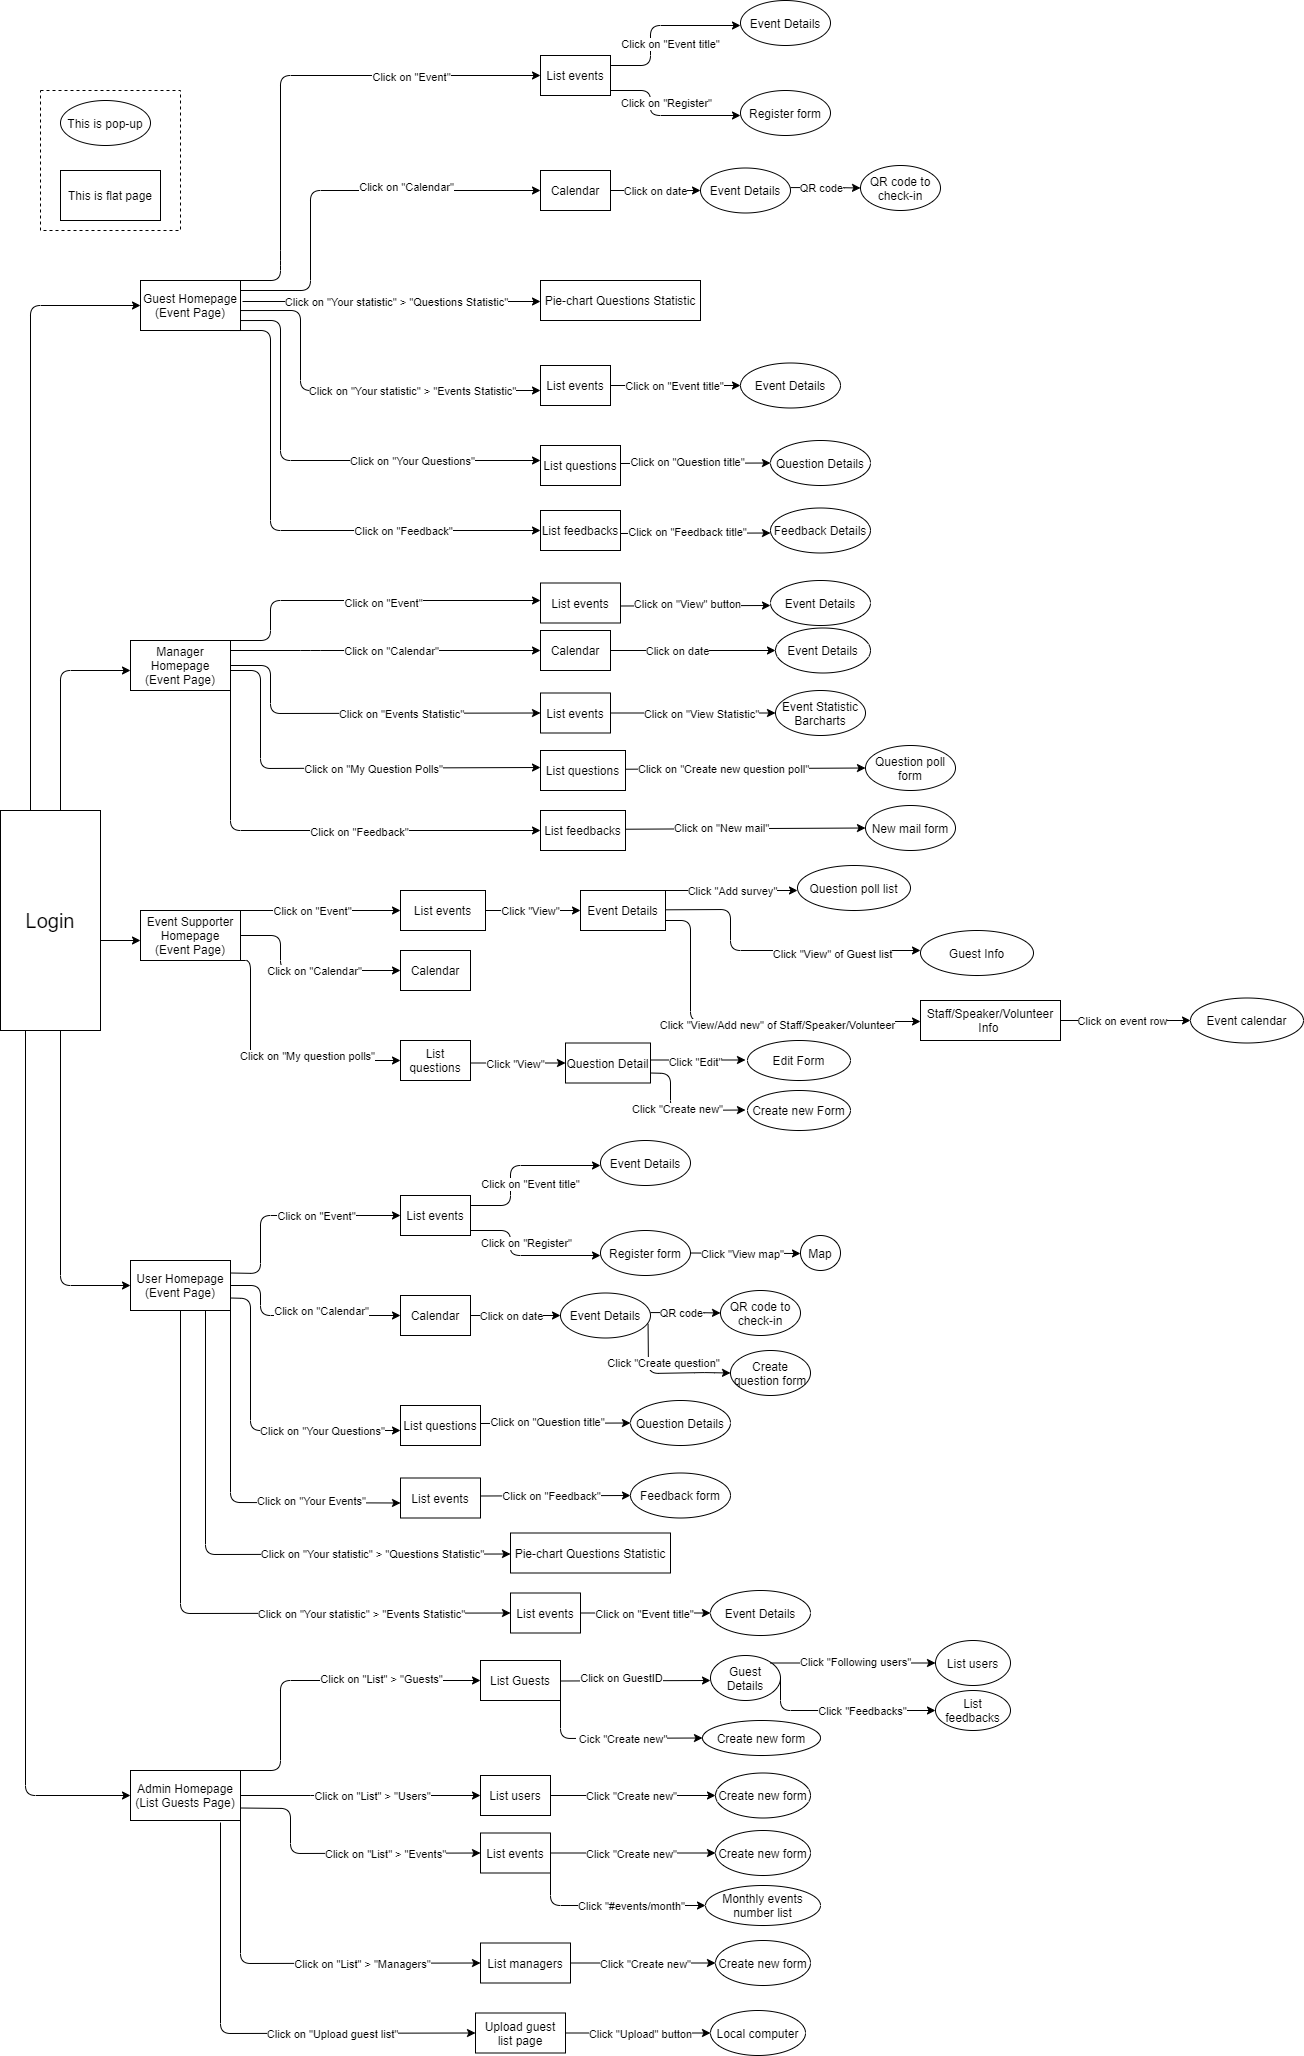 Event Details
Click on "Event title"
Click on "Event"
List events
Click on "Register"
Register form
This is pop-up
This is flat page
Click on "Calendar"
Calendar
Click on date
Event Details
QR code
QR code to
check-in
Guest Homepage
(Event Page)
Click on "Your statistic" > "Questions Statistic"
Pie-chart Questions Statistic
Click on "Your statistic" > "Events Statistic"
List events
Click on "Event title"
Event Details
Click on "Your Questions"
List questions
Click on "Question title"
Question Details
Click on "Feedback"
List feedbacks
Click on "Feedback title"
Feedback Details
Click on "Event"
List events
Click on "View" button
Event Details
Manager
Homepage
(Event Page)
Click on "Calendar"
Calendar
Click on date
Event Details
Click on "Events Statistic"
List events
Click on "View Statistic"
Event Statistic
Barcharts
Click on "My Question Polls"
List questions
Click on "Create new question poll"
Question poll
form
Click on "Feedback"
List feedbacks
Click on "New mail"
New mail form
Login
Event Supporter
Homepage
(Event Page)
Click on "Event"
List events
Click "View"
Event Details
Click "Add survey"
Question poll list
Click "View" of Guest list
Guest Info
Click on "Calendar"
Calendar
Click "View/Add new" of Staff/Speaker/Volunteer
Staff/Speaker/Volunteer
Info
Click on event row
Event calendar
Click on "My question polls"
List
questions
Click "View"
Question Detail
Click "Edit"
Edit Form
Click "Create new"
Create new Form
Event Details
Click on "Event title"
Click on "Event"
List events
Click on "Register"
Register form
Click "View map"
Map
User Homepage
(Event Page)
Click on "Calendar"
Calendar
Click on date
Event Details
QR code
QR code to
check-in
Click "Create question"
Create
question form
Click on "Your Questions"
List questions
Click on "Question title"
Question Details
Click on "Your Events"
List events
Click on "Feedback"
Feedback form
Click on "Your statistic" > "Questions Statistic"
Pie-chart Questions Statistic
Click on "Your statistic" > "Events Statistic"
List events
Click on "Event title"
Event Details
Click on "List" > "Guests"
List Guests
Click on GuestID
Guest
Details
Click "Following users"
List users
Click "Feedbacks"
List
feedbacks
Cick "Create new"
Create new form
Admin Homepage
(List Guests Page)
Click on "List" > "Users"
List users
Click "Create new"
Create new form
Click on "List" > "Events"
List events
Click "Create new"
Create new form
Click "#events/month"
Monthly events
number list
Click on "List" > "Managers"
List managers
Click "Create new"
Create new form
Click on "Upload guest list"
Upload guest
list page
Click "Upload" button
Local computer